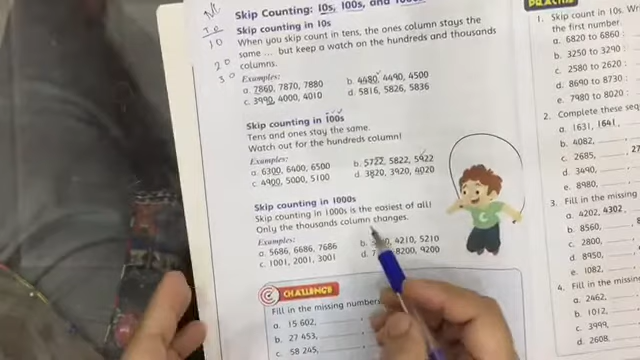 Skip Counting: 10s, 100s, and
Skip counting in 10s
When you skip count in tens, the ones column stays the
same ... but keep a watch on the hundreds and thousands
columns.
Examples:
a. 7860, 7870, 7880
b. 4480, 4490, 4500
c. 3990, 4000, 4010
d. 5816, 5826, 5836
10
20
30
Skip counting in 100s
Tens and ones stay the same.
Watch out for the hundreds column!
Examples:
a. 6300, 6400, 6500
b. 5722, 5822, 5922
c. 4900, 5000, 5100
d. 3820, 3920, 4020
Skip counting in 1000s
Skip counting in 1000s is the easiest of all!
Only the thousands column changes.
Examples:
a. 5686, 6686, 7686
b. 4210, 5210
c. 1001, 2001, 3001
d. 8200, 9200
CHALLENGE
Fill in the missing number
a. 15 602,
b. 27 453,
c. 58 245,
1. Skip count in 10s.
the first number.
a. 6820 to 6860
b. 3250 to 3290
c. 2580 to 2620
d. 8690 to 8730
e. 7980 to 8020
2. Complete these seq
a. 1631, 1641
b. 4082,
c. 2685,
d. 3490,
e. 8980,
3. Fill in the missing
a. 4202, 4302
b. 8560,
c. 2800,
d. 8950,
e. 1082,
4. Fill in the missin
a. 2462,
b. 1012,
c. 3999,
d. 2608,